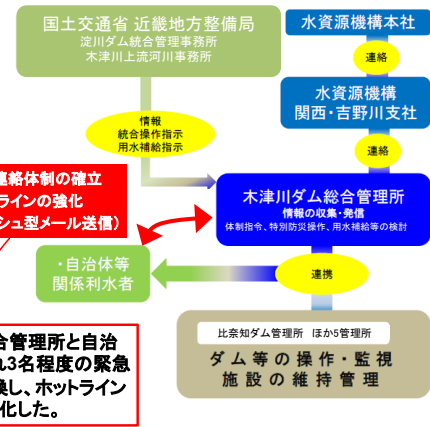 国土交通省 近畿地方整備局
淀川ダム統合管理事務所
木津川上流河川事務所
水資源機構本社
連絡
水資源機構
関西・吉野川支社
連絡
情報
統合操作指示
用水補給指示
連絡体制の確立
ラインの強化
シュ型メール送信）
木津川ダム総合管理所
情報の収集・発信
体制指令、特別防災操作、用水補給等の検討
・自治体等
関係利水者
連携
比奈知ダム管理所 ほか5管理所
ダム等の操作・監視
施設の維持管理
合管理所と自治
れ3名程度の緊急
換し、ホットライン
化した。